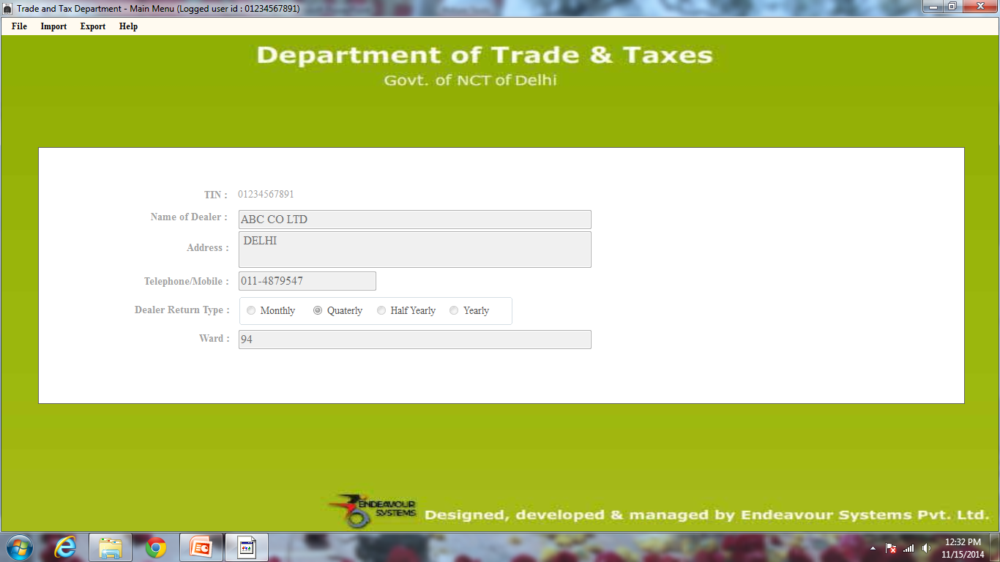 Trade and Tax Department - Main Menu (Logged user id : 01234567891)
File Import Export Help
Department of Trade & Taxes
Govt. of NCT of Delhi
TIN : 01234567891
Name of Dealer : ABC CO LTD
Address : DELHI
Telephone/Mobile : 011-4879547
Dealer Return Type : Monthly Quaterly Half Yearly Yearly
Ward : 94
ENDEAVOUR
SYSTEMS
Designed, developed & managed by Endeavour Systems Pvt. Ltd.
12:32 PM
11/15/2014